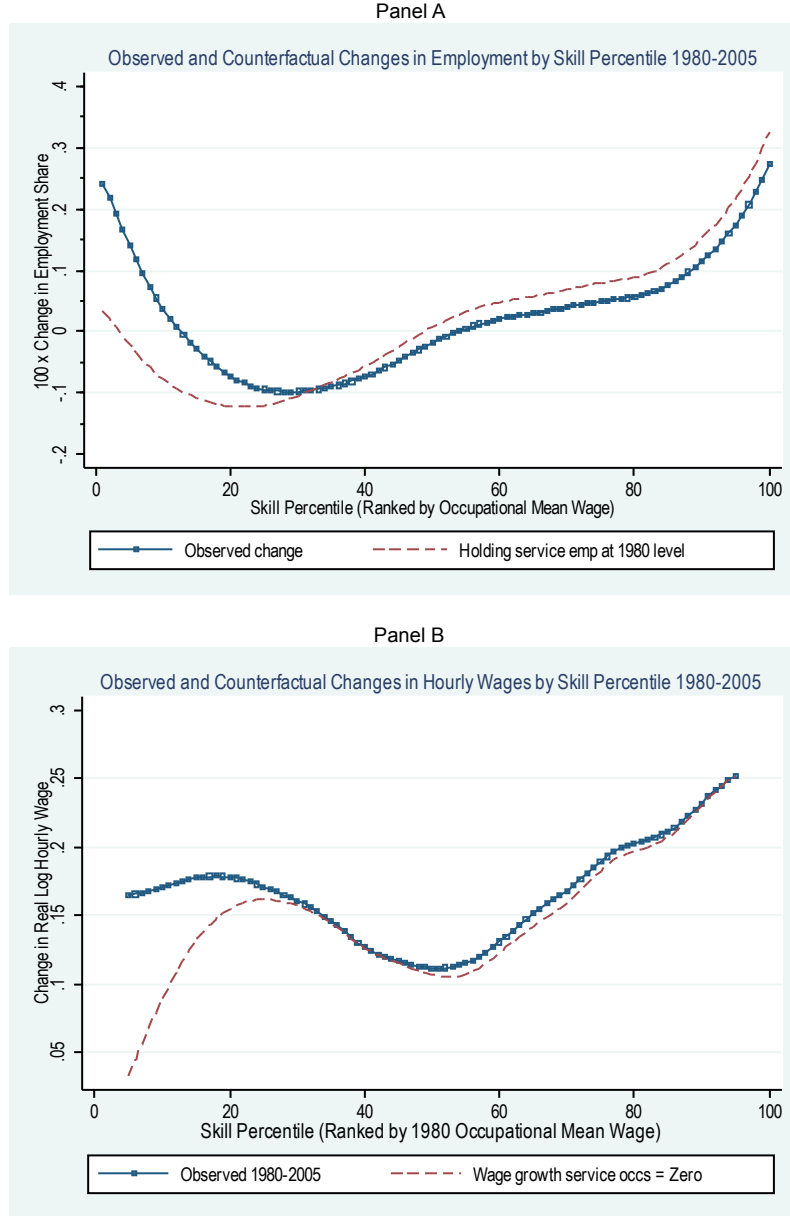 Panel A
Observed and Counterfactual Changes in Employment by Skill Percentile 1980-2005
100 x Change in Employment Share
.4
.3
.2
.1
0
-.1
-.2
0 20 40 60 80 100
Skill Percentile (Ranked by Occupational Mean Wage)
Observed change Holding service emp at 1980 level
Panel B
Observed and Counterfactual Changes in Hourly Wages by Skill Percentile 1980-2005
Change in Real Log Hourly Wage
.3
.25
.2
.15
.1
.05
0 20 40 60 80 100
Skill Percentile (Ranked by 1980 Occupational Mean Wage)
Observed 1980-2005 Wage growth service occs = Zero